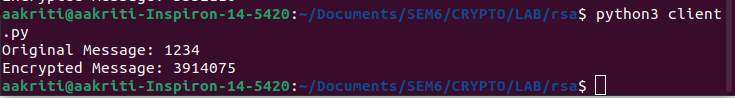 aakriti@aakriti-Inspiron-14-5420:~/Documents/SEM6/CRYPTO/LAB/rsa$ python3 client
.py
Original Message: 1234
Encrypted Message: 3914075
aakriti@aakriti-Inspiron-14-5420:~/Documents/SEM6/CRYPTO/LAB/rsa$